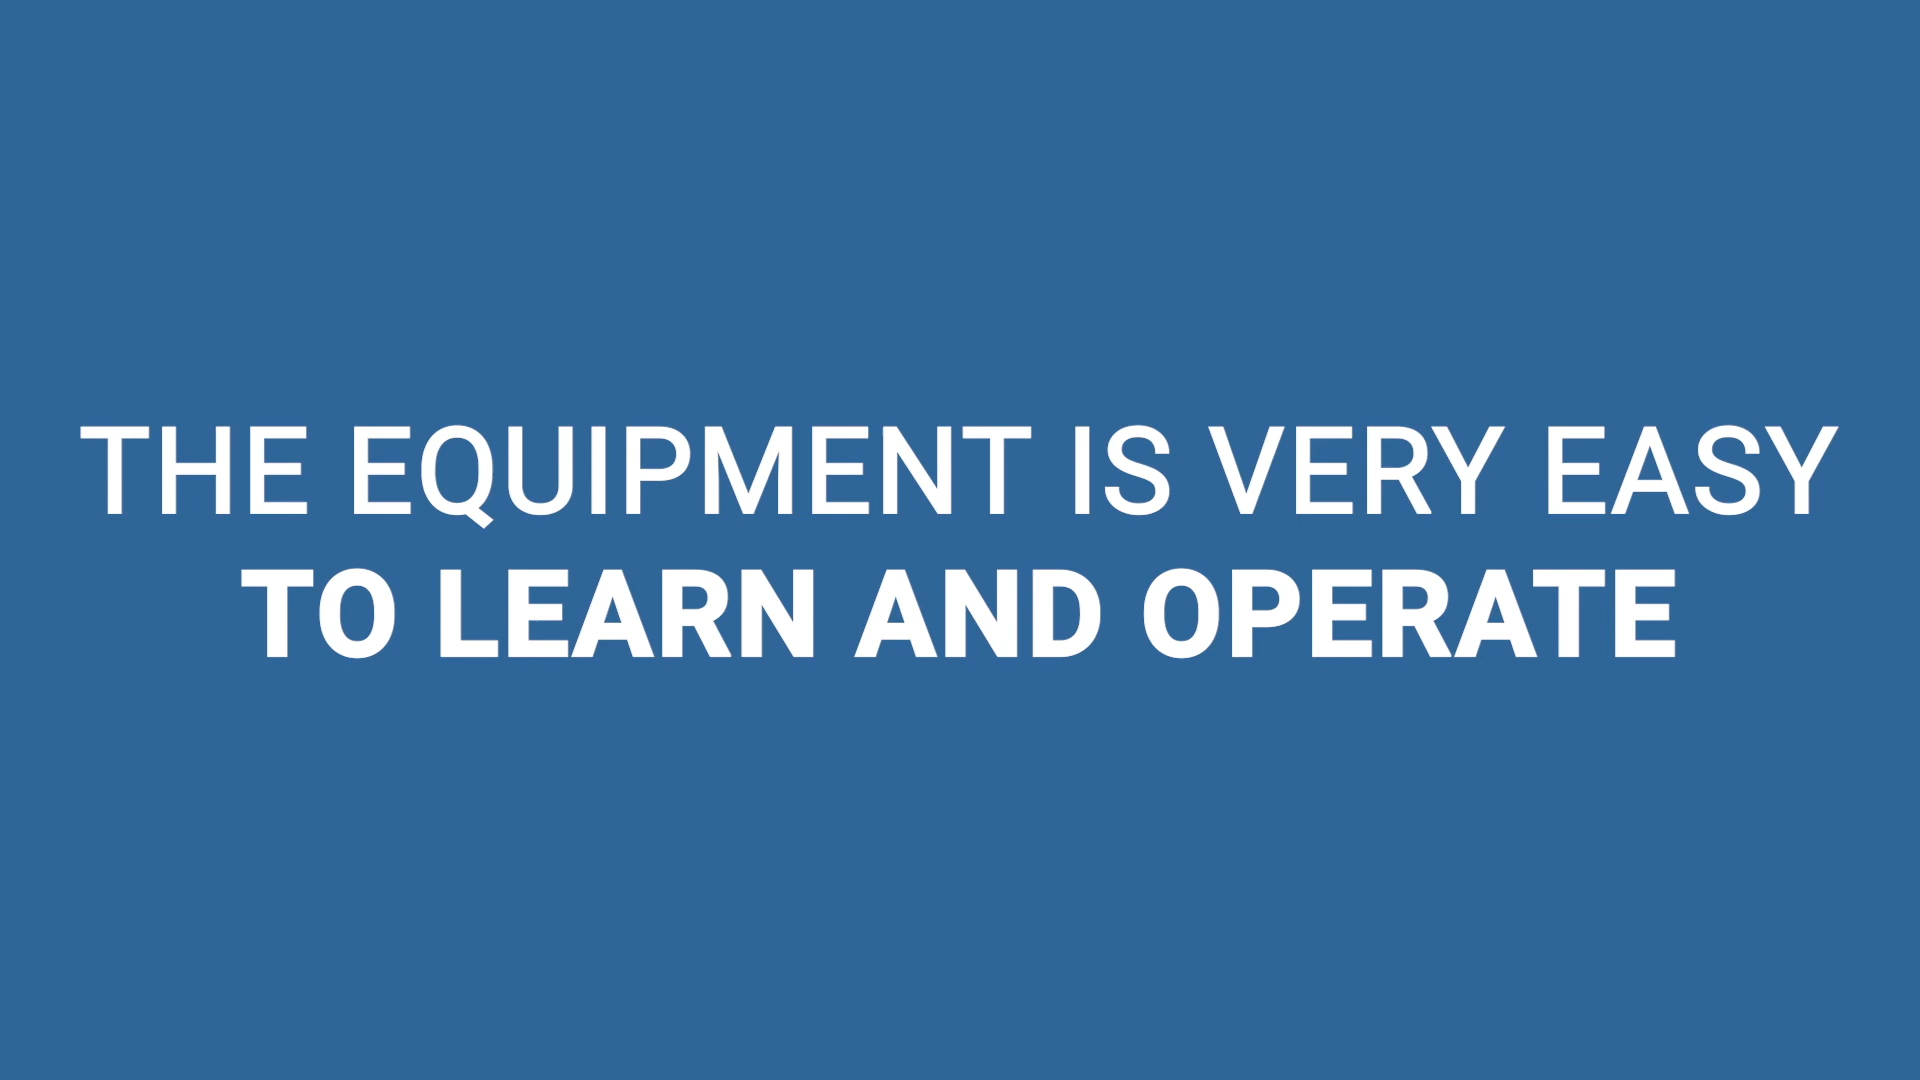 THE EQUIPMENT IS VERY EASY
TO LEARN AND OPERATE